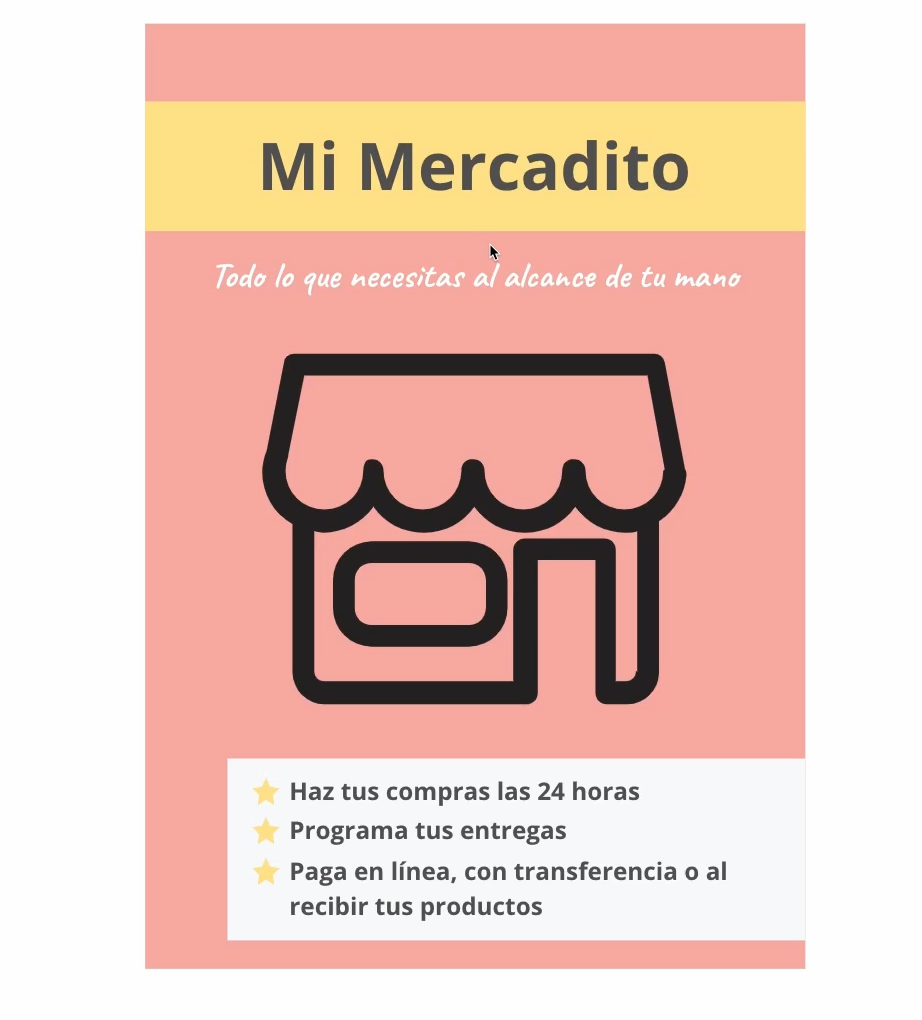 Mi Mercadito
Todo lo que necesitas al alcance de tu mano
Haz tus compras las 24 horas
Programa tus entregas
Paga en línea, con transferencia o al
recibir tus productos